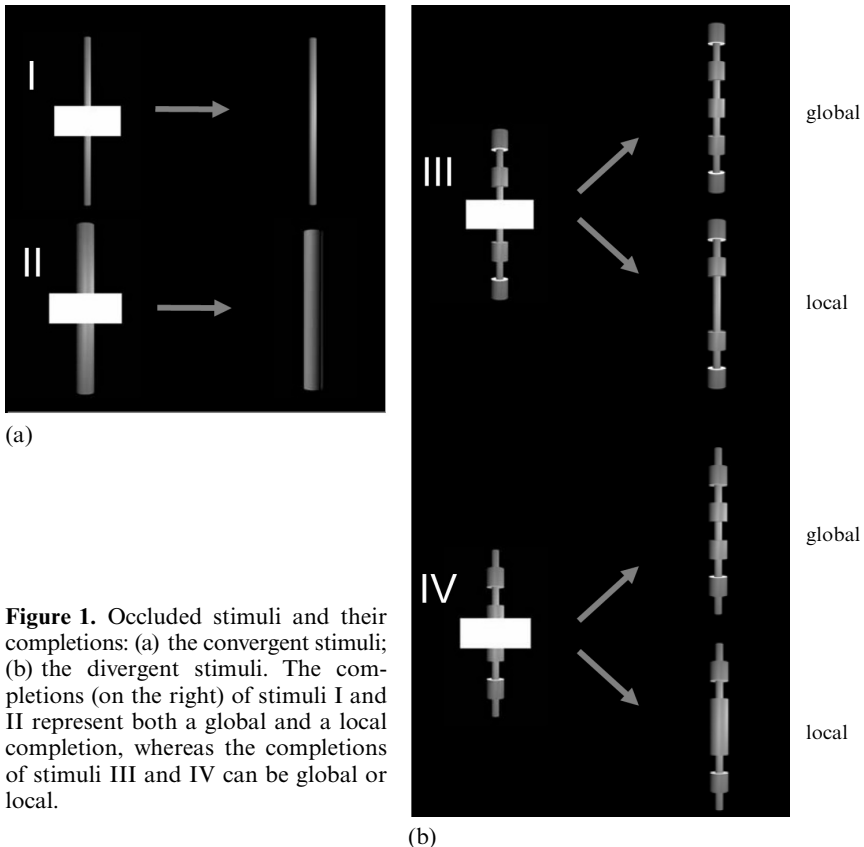 I
II
(a)
Figure 1. Occluded stimuli and their
completions: (a) the convergent stimuli;
(b) the divergent stimuli. The com-
pletions (on the right) of stimuli I and
II represent both a global and a local
completion, whereas the completions
of stimuli III and IV can be global or
local.
III
global
local
IV
global
local
(b)